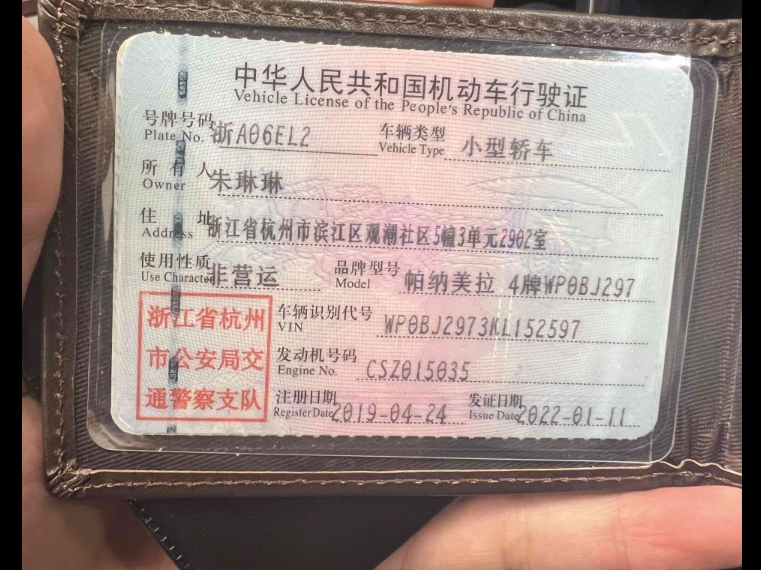 中华人民共和国机动车行驶证
Vehicle License of the People's Republic of China
号牌号码 浙A06EL2 车辆类型 小型轿车
Plate No. Vehicle Type
所有人 朱琳琳
Owner
住址 浙江省杭州市滨江区观潮社区5幢3单元2902室
Address
使用性质 非营运 品牌型号 帕纳美拉 4牌WP0BJ297
Use Character Model
浙江省杭州
市公安局交
通警察支队
车辆识别代号 WP0BJ2973KL152597
VIN
发动机号码 CSZ015035
Engine No.
注册日期 2019-04-24 发证日期 2022-01-11
Register Date Issue Date